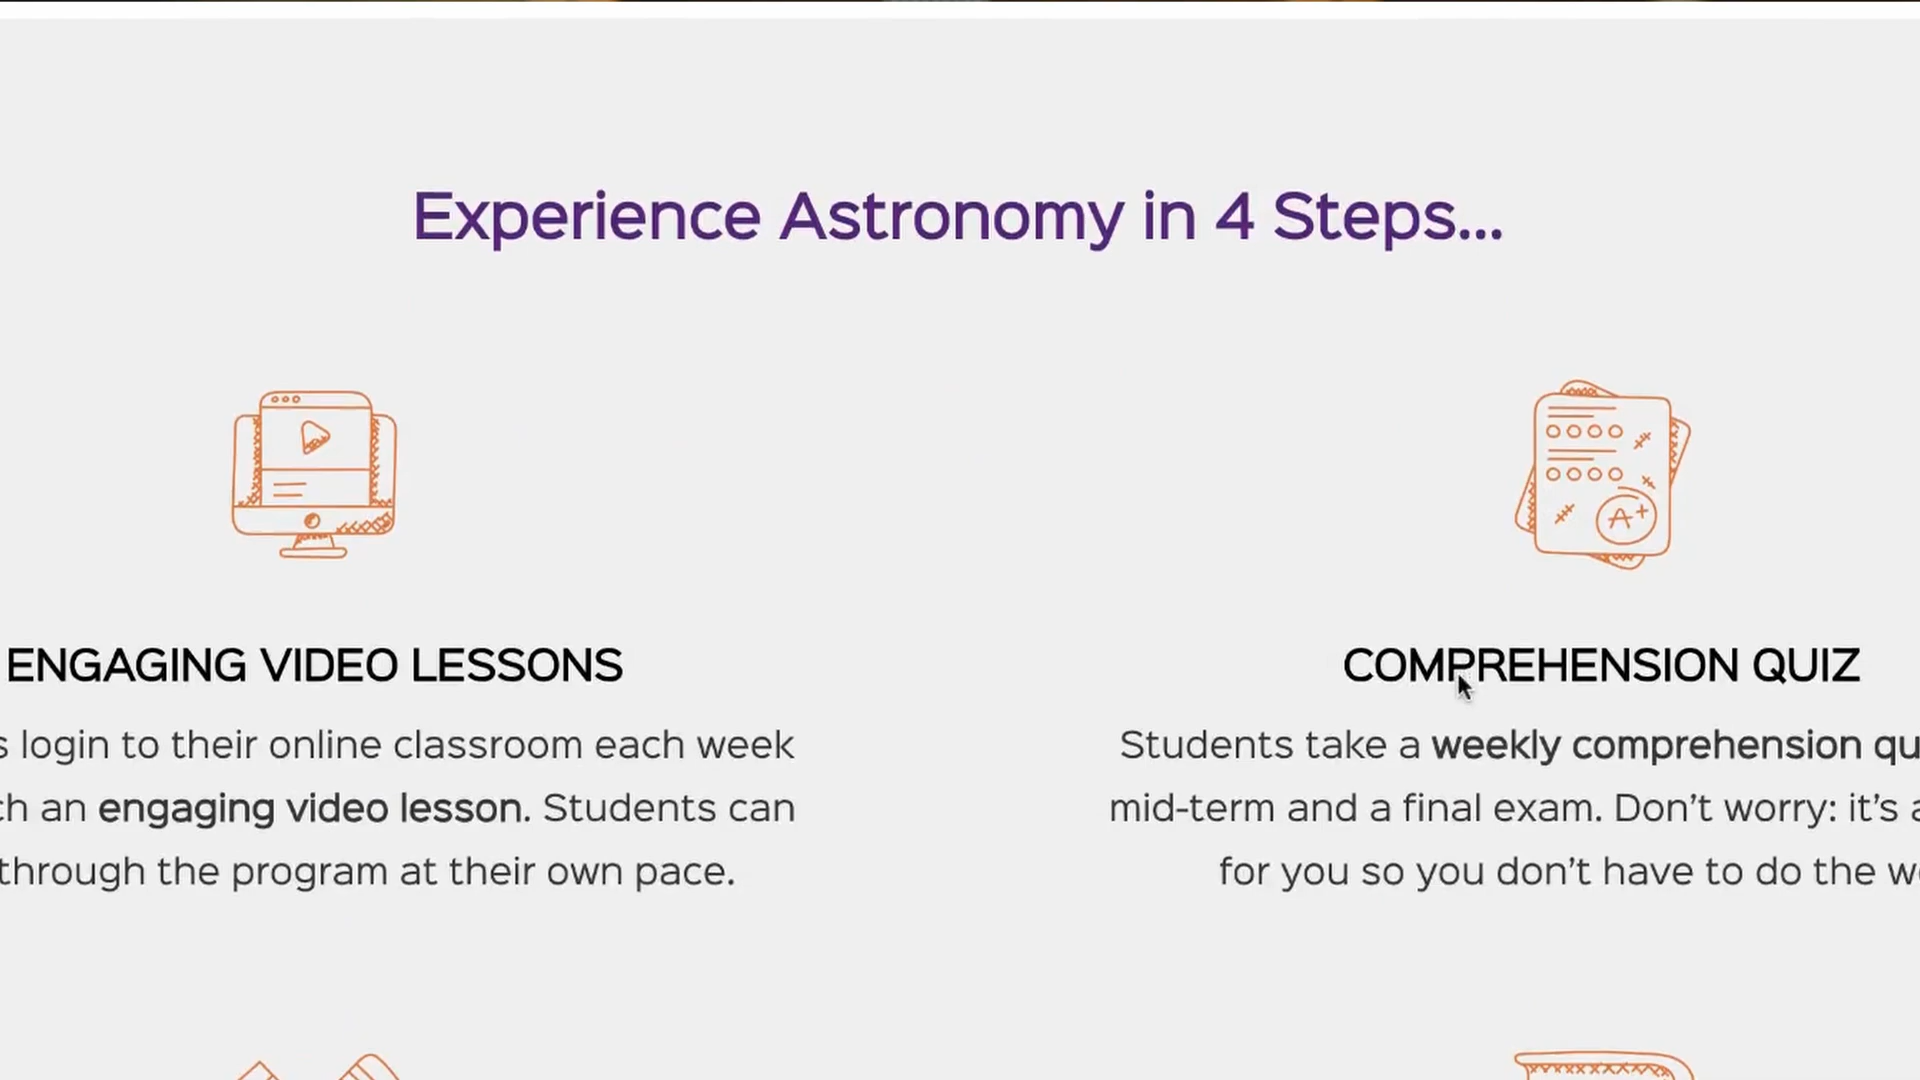 Experience Astronomy in 4 Steps...
A+
ENGAGING VIDEO LESSONS
login to their online classroom each week
an engaging video lesson. Students can
through the program at their own pace.
COMPREHENSION QUIZ
Students take a weekly comprehension
mid-term and a final exam. Don’t worry: it’s
for you so you don’t have to do the